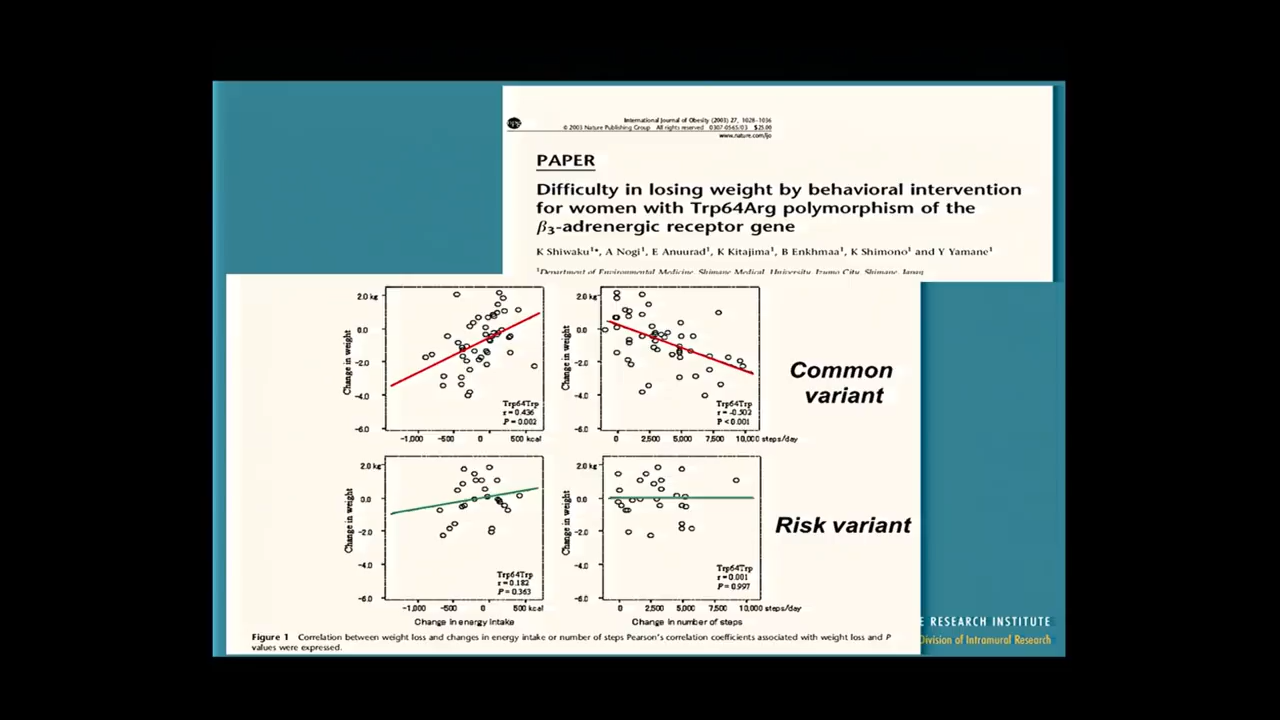 International Journal of Obesity (2003) 27, 1028–1036
© 2003 Nature Publishing Group All rights reserved 0307-0565/03 $25.00
www.nature.com/ijo
PAPER
Difficulty in losing weight by behavioral intervention
for women with Trp64Arg polymorphism of the
β3-adrenergic receptor gene
K Shiwaku1*, A Nogi1, E Anuurad1, K Kitajima1, B Enkhmaa1, K Shimono1 and Y Yamane1
1Department of Environmental Medicine, Shimane Medical University, Izumo City, Shimane, Japan
2.0 kg
0.0
-2.0
-4.0
-6.0
Change in weight
Trp64Trp
r = 0.436
P = 0.002
-1,000 -500 0 500 kcal
2.0 kg
0.0
-2.0
-4.0
-6.0
Change in weight
Trp64Trp
r = -0.502
P < 0.001
0 2,500 5,000 7,500 10,000 steps/day
Common
variant
2.0 kg
0.0
-2.0
-4.0
-6.0
Change in weight
Trp64Trp
r = 0.182
P = 0.363
-1,000 -500 0 500 kcal
Change in energy intake
2.0 kg
0.0
-2.0
-4.0
-6.0
Change in weight
Trp64Trp
r = 0.001
P = 0.997
0 2,500 5,000 7,500 10,000 steps/day
Change in number of steps
Risk variant
Figure 1 Correlation between weight loss and changes in energy intake or number of steps Pearson's correlation coefficients associated with weight loss and P
values were expressed.
E RESEARCH INSTITUTE
Division of Intramural Research